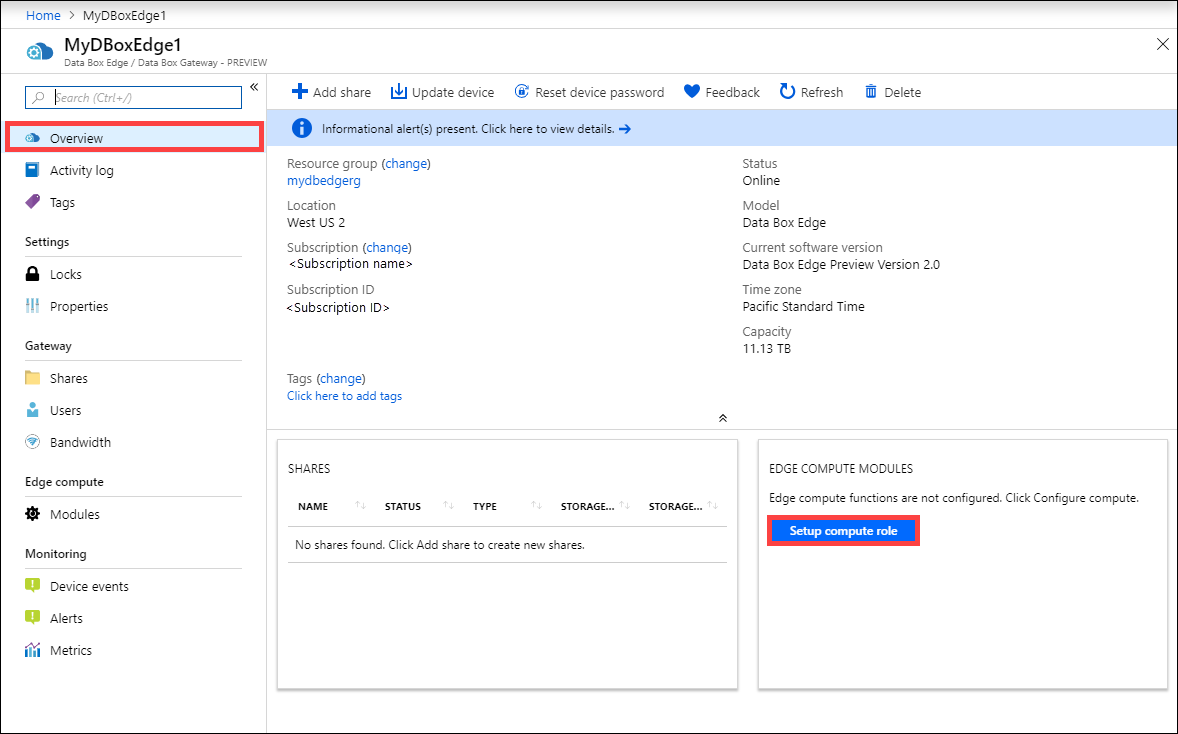 Home > MyDBoxEdge1
MyDBoxEdge1
Data Box Edge / Data Box Gateway - PREVIEW
Search (Ctrl+/)
Overview
Activity log
Tags
Settings
Locks
Properties
Gateway
Shares
Users
Bandwidth
Edge compute
Modules
Monitoring
Device events
Alerts
Metrics
Add share Update device Reset device password Feedback Refresh Delete
Informational alert(s) present. Click here to view details. →
Resource group (change)
mydbedgerg
Location
West US 2
Subscription (change)
<Subscription name>
Subscription ID
<Subscription ID>
Tags (change)
Click here to add tags
Status
Online
Model
Data Box Edge
Current software version
Data Box Edge Preview Version 2.0
Time zone
Pacific Standard Time
Capacity
11.13 TB
SHARES
NAME STATUS TYPE STORAGE... STORAGE...
No shares found. Click Add share to create new shares.
EDGE COMPUTE MODULES
Edge compute functions are not configured. Click Configure compute.
Setup compute role